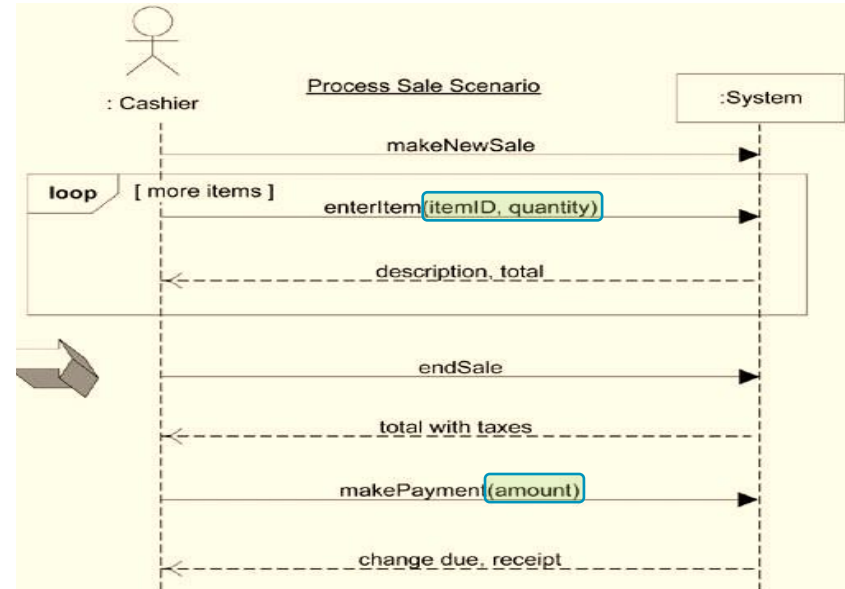 Process Sale Scenario
: Cashier
:System
makeNewSale
loop [ more items ]
enterItem(itemID, quantity)
description, total
endSale
total with taxes
makePayment(amount)
change due, receipt